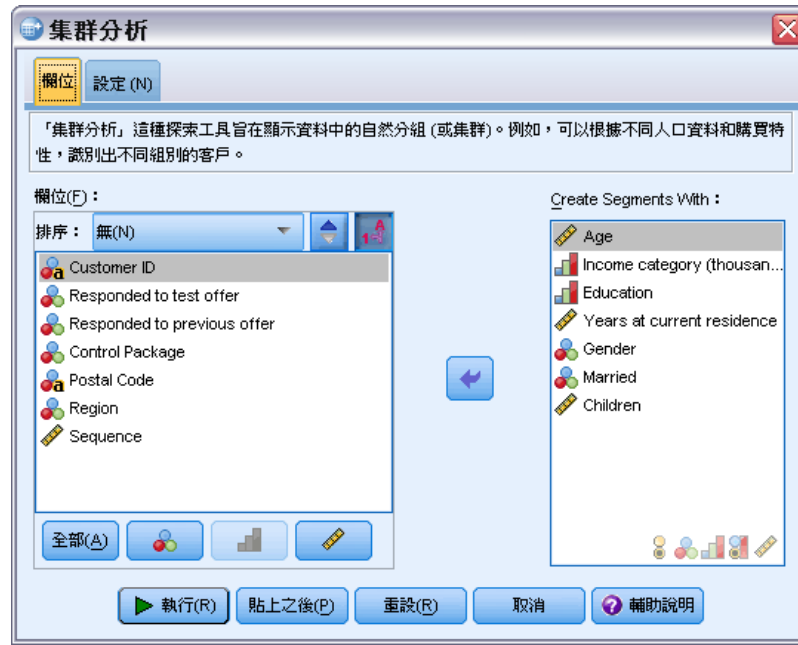 集群分析
欄位 設定 (N)
「集群分析」這種探索工具旨在顯示資料中的自然分組 (或集群)。例如，可以根據不同人口資料和購買特
性，識別出不同組別的客戶。
欄位(F)：
排序： 無(N)
Customer ID
Responded to test offer
Responded to previous offer
Control Package
Postal Code
Region
Sequence
全部(A)
Create Segments With：
Age
Income category (thousan...
Education
Years at current residence
Gender
Married
Children
執行(R) 貼上之後(P) 重設(R) 取消 輔助說明